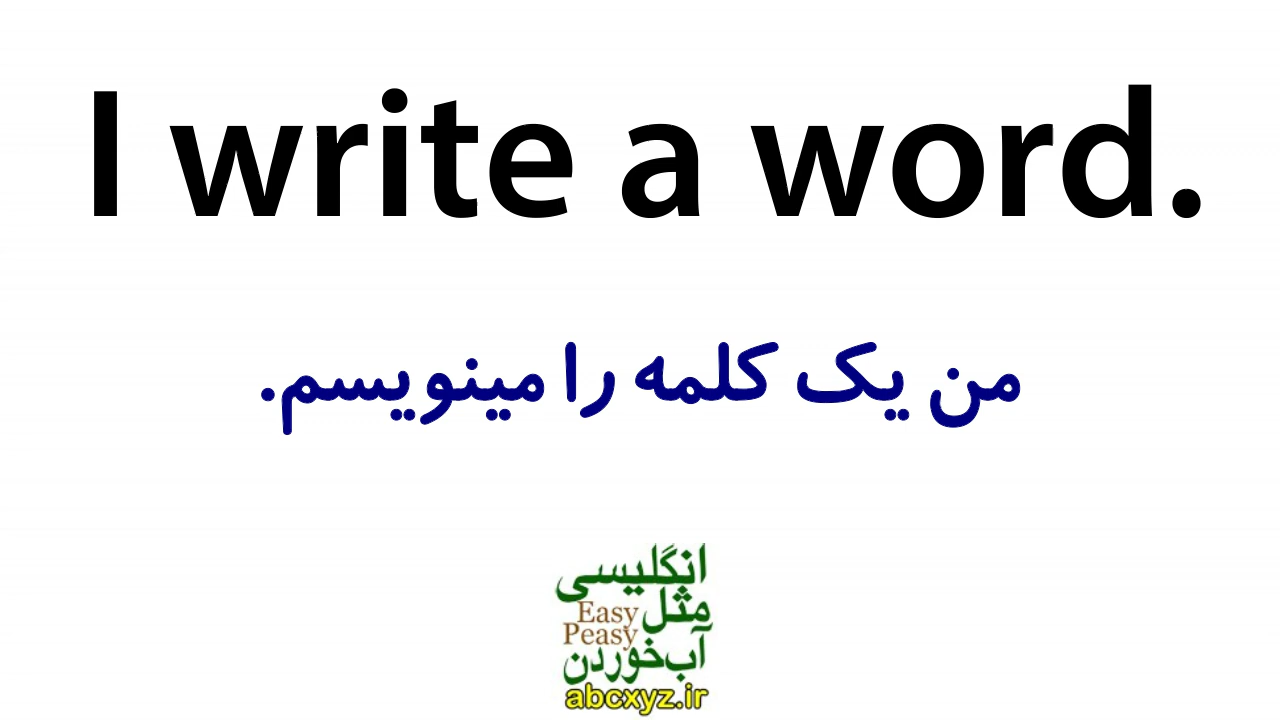 I write a word.
من یک کلمه را مینویسم.
انگلیسی
مثل Easy
Peasy
آب‌خوردن
abcxyz.ir